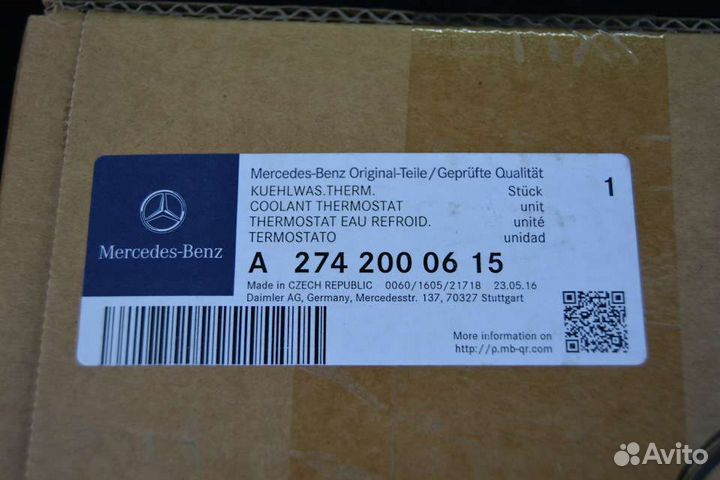 Mercedes-Benz Original-Teile/Geprüfte Qualität
KUEHLWAS.THERM. Stück 1
COOLANT THERMOSTAT unit
THERMOSTAT EAU REFROID. unité
TERMOSTATO unidad
Mercedes-Benz
A 274 200 06 15
Made in CZECH REPUBLIC 0060/1605/21718 23.05.16
Daimler AG, Germany, Mercedesstr. 137, 70327 Stuttgart
More information on
http://p.mb-qr.com
Avito